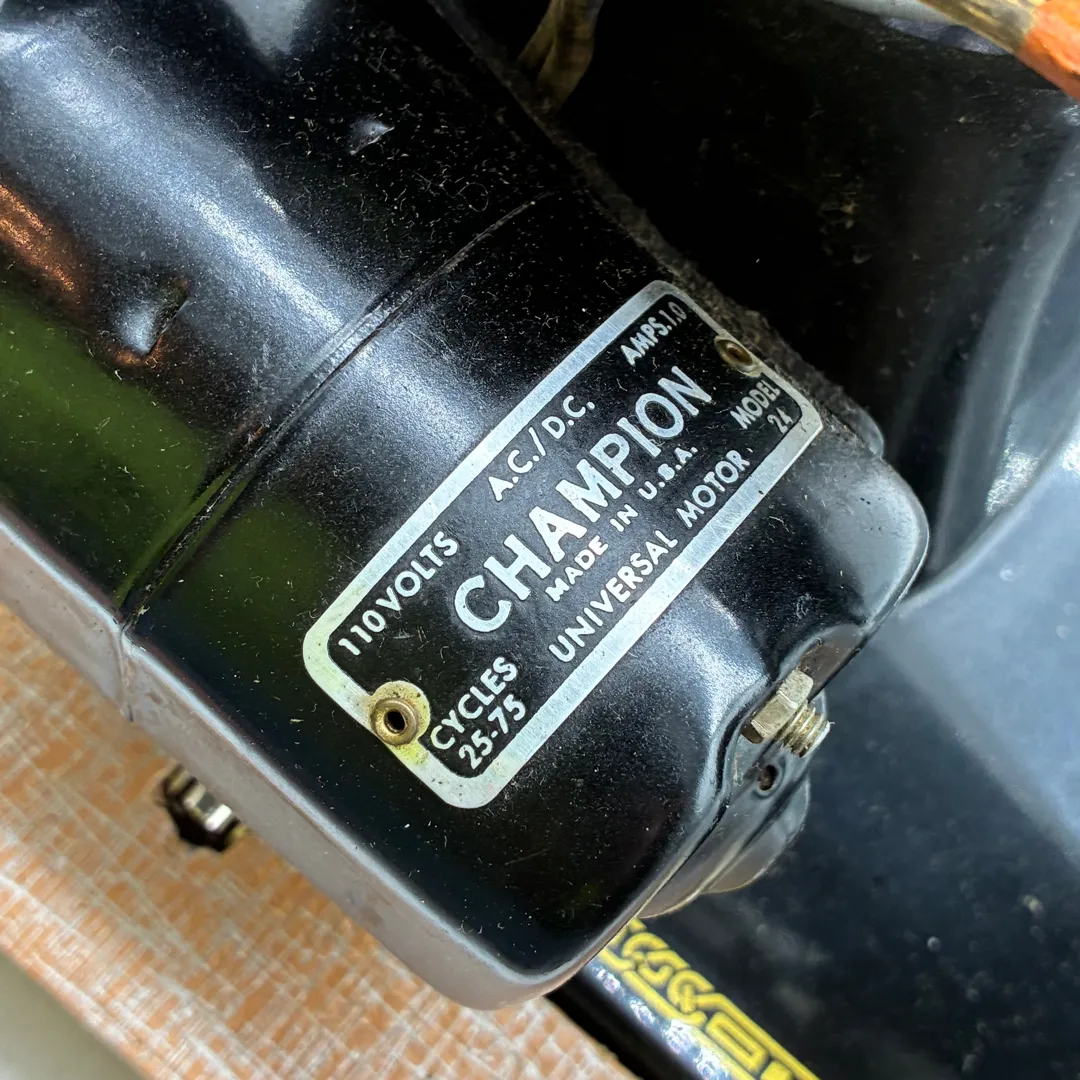 110 VOLTS A.C./D.C. AMPS.1.0
CHAMPION
MADE IN U.S.A.
CYCLES UNIVERSAL MOTOR MODEL
25-75 24